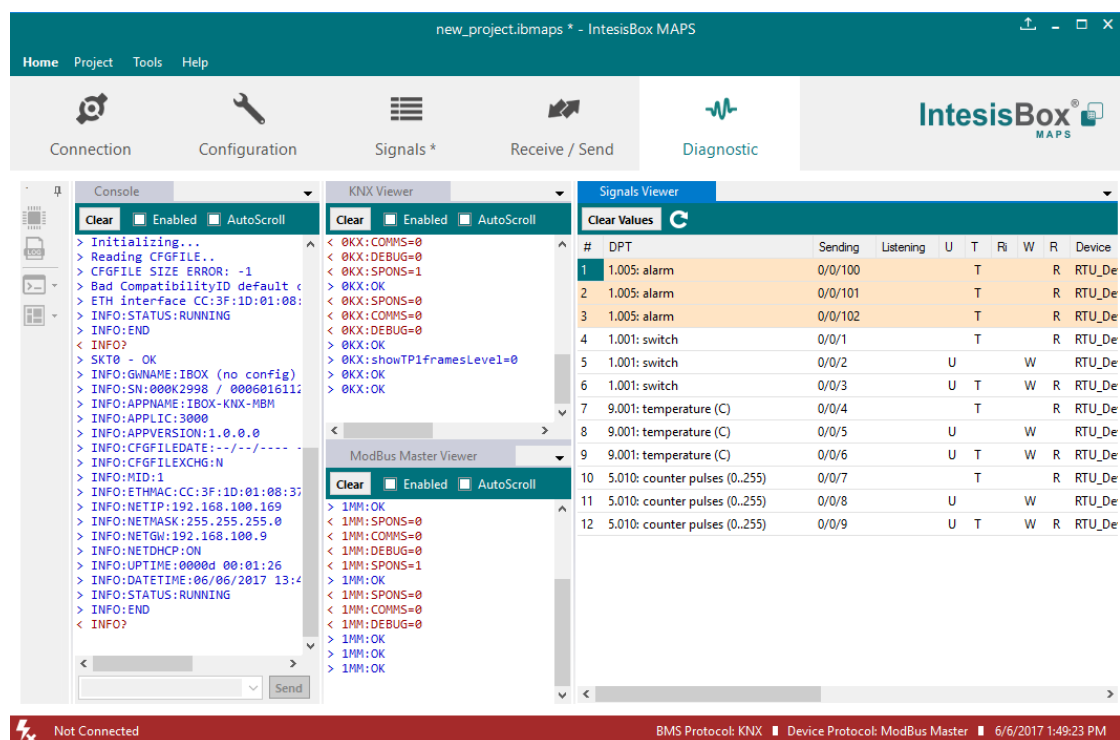 new_project.ibmaps * - IntesisBox MAPS
Home Project Tools Help
Connection Configuration Signals * Receive / Send Diagnostic
IntesisBox® MAPS
Console
Clear Enabled AutoScroll
> Initializing...
> Reading CFGFILE..
> CFGFILE SIZE ERROR: -1
> Bad CompatibilityID default
> ETH interface CC:3F:1D:01:08:
> INFO:STATUS:RUNNING
> INFO:END
< INFO?
> SKT0 - OK
> INFO:GWNAME:IBOX (no config)
> INFO:SN:000K2998 / 0006016112
> INFO:APPNAME:IBOX-KNX-MBM
> INFO:APPLIC:3000
> INFO:APPVERSION:1.0.0.0
> INFO:CFGFILEDATE:--/--/---- -
> INFO:CFGFILEXCHG:N
> INFO:MID:1
> INFO:ETHMAC:CC:3F:1D:01:08:37
> INFO:NETIP:192.168.100.169
> INFO:NETMASK:255.255.255.0
> INFO:NETGW:192.168.100.9
> INFO:NETDHCP:ON
> INFO:UPTIME:0000d 00:01:26
> INFO:DATETIME:06/06/2017 13:4
> INFO:STATUS:RUNNING
> INFO:END
< INFO?
Send
KNX Viewer
Clear Enabled AutoScroll
< 0KX:COMMS=0
< 0KX:DEBUG=0
< 0KX:SPONS=1
> 0KX:OK
< 0KX:SPONS=0
< 0KX:COMMS=0
< 0KX:DEBUG=0
> 0KX:OK
> 0KX:showTP1framesLevel=0
> 0KX:OK
> 0KX:OK
ModBus Master Viewer
Clear Enabled AutoScroll
> 1MM:OK
< 1MM:SPONS=0
< 1MM:COMMS=0
< 1MM:DEBUG=0
< 1MM:SPONS=1
> 1MM:OK
< 1MM:SPONS=0
< 1MM:COMMS=0
< 1MM:DEBUG=0
> 1MM:OK
> 1MM:OK
> 1MM:OK
Signals Viewer
Clear Values
# DPT Sending Listening U T Ri W R Device
1 1.005: alarm 0/0/100 T R RTU_De
2 1.005: alarm 0/0/101 T R RTU_De
3 1.005: alarm 0/0/102 T R RTU_De
4 1.001: switch 0/0/1 T R RTU_De
5 1.001: switch 0/0/2 U W RTU_De
6 1.001: switch 0/0/3 U T W R RTU_De
7 9.001: temperature (C) 0/0/4 T R RTU_De
8 9.001: temperature (C) 0/0/5 U W RTU_De
9 9.001: temperature (C) 0/0/6 U T W R RTU_De
10 5.010: counter pulses (0..255) 0/0/7 T R RTU_De
11 5.010: counter pulses (0..255) 0/0/8 U W RTU_De
12 5.010: counter pulses (0..255) 0/0/9 U T W R RTU_De
Not Connected
BMS Protocol: KNX Device Protocol: ModBus Master 6/6/2017 1:49:23 PM